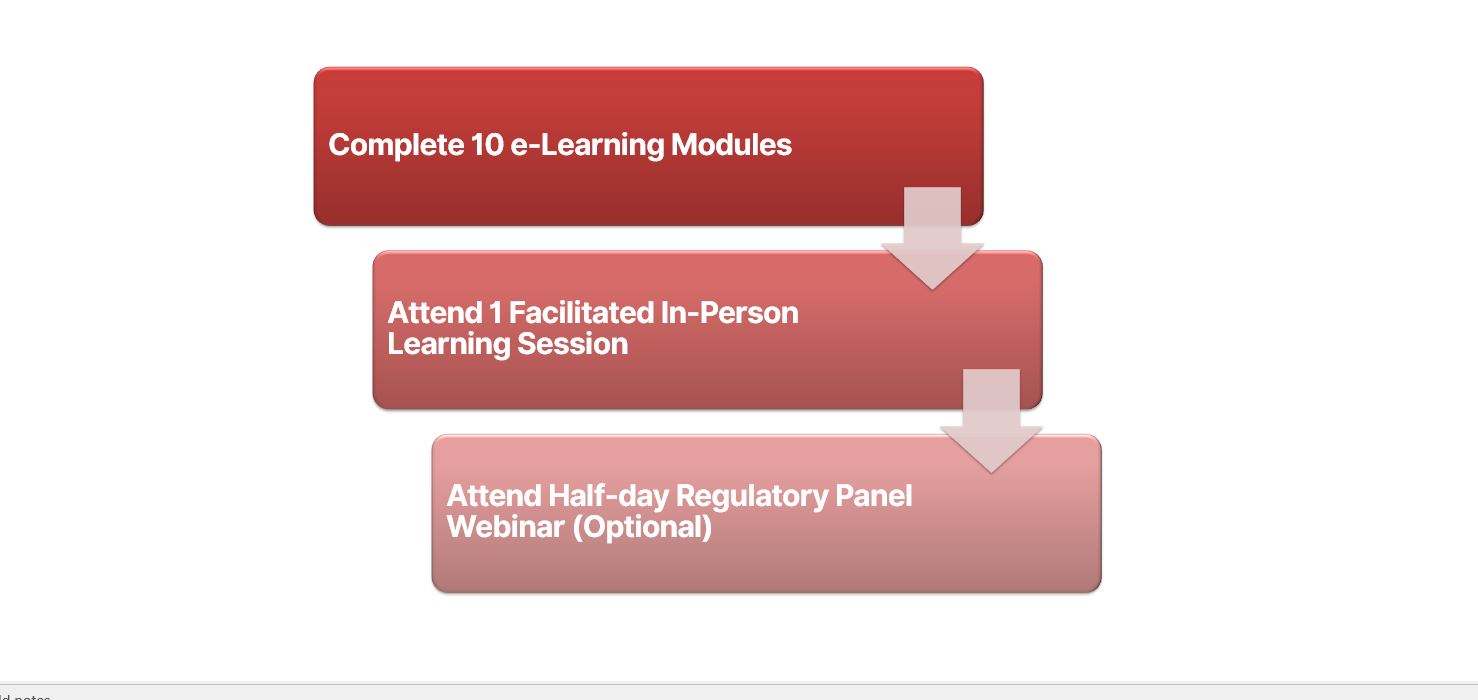 Complete 10 e-Learning Modules
Attend 1 Facilitated In-Person
Learning Session
Attend Half-day Regulatory Panel
Webinar (Optional)
notes